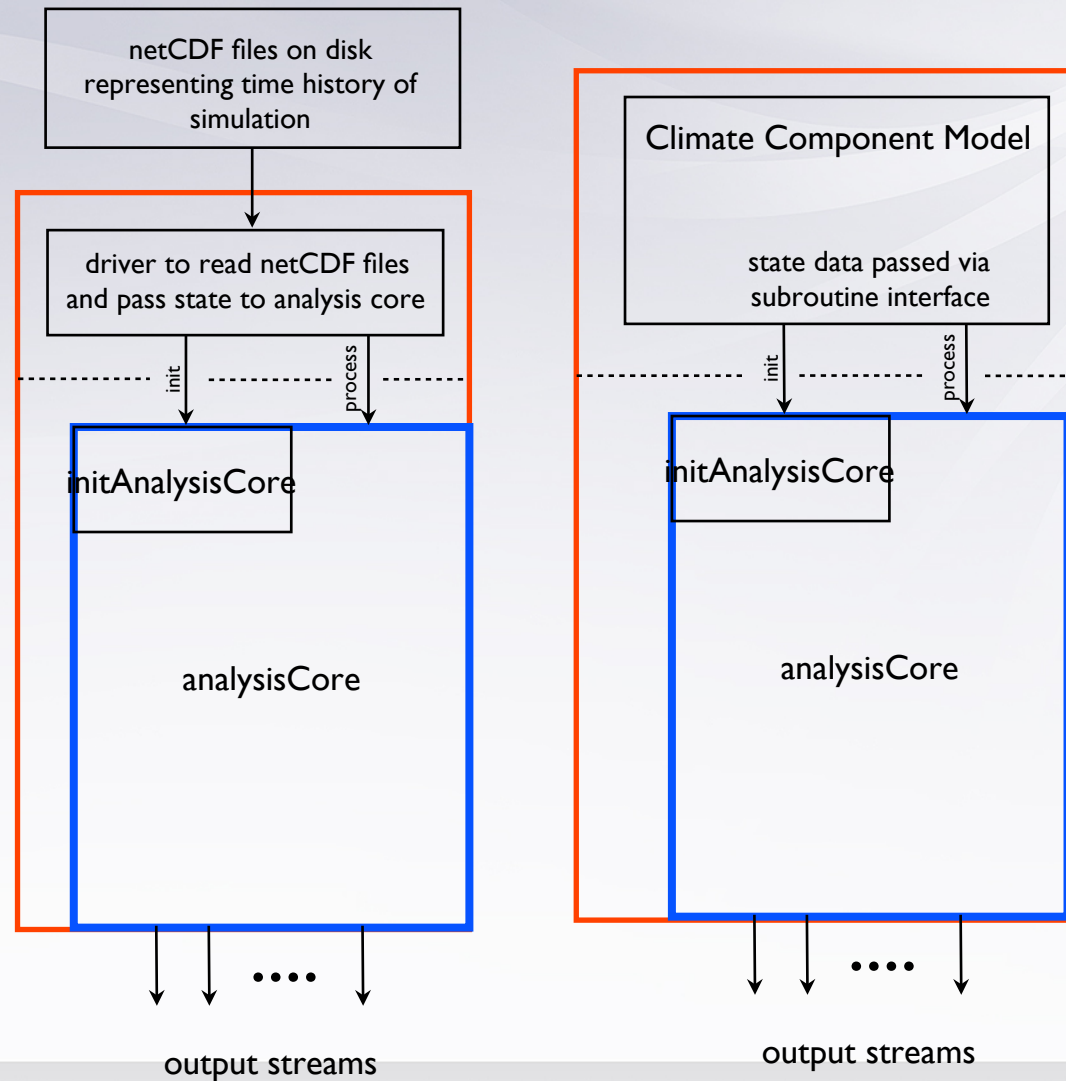 netCDF files on disk
representing time history of
simulation
driver to read netCDF files
and pass state to analysis core
init
process
initAnalysisCore
analysisCore
....
output streams
Climate Component Model
state data passed via
subroutine interface
init
process
initAnalysisCore
analysisCore
....
output streams